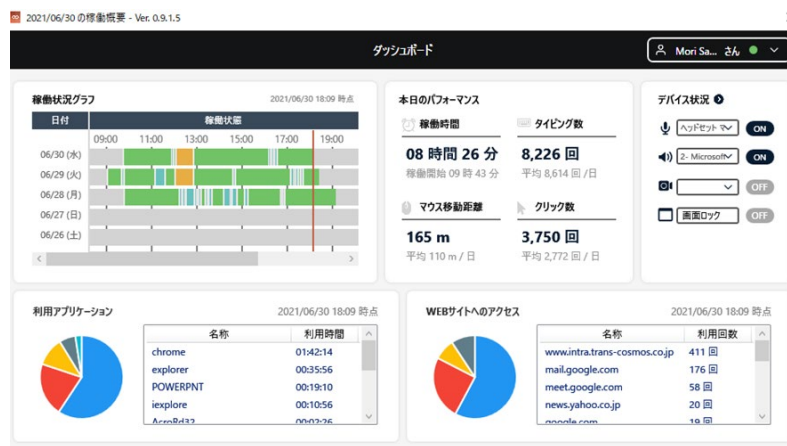 2021/06/30 の稼働概要 - Ver. 0.9.1.5
ダッシュボード
Mori Sa... さん
稼働状況グラフ
2021/06/30 18:09 時点
日付
稼働状態
09:00 11:00 13:00 15:00 17:00 19:00
06/30 (水)
06/29 (火)
06/28 (月)
06/27 (日)
06/26 (土)
本日のパフォーマンス
稼働時間
08 時間 26 分
稼働開始 09 時 43 分
タイピング数
8,226 回
平均 8,614 回 /日
マウス移動距離
165 m
平均 110 m / 日
クリック数
3,750 回
平均 2,772 回 / 日
デバイス状況
ヘッドセット
ON
2- Microsoft
ON
OFF
画面ロック
OFF
利用アプリケーション
2021/06/30 18:09 時点
名称 利用時間
chrome 01:42:14
explorer 00:35:56
POWERPNT 00:19:10
iexplore 00:10:56
AcroRd32 00:02:26
WEBサイトへのアクセス
2021/06/30 18:09 時点
名称 利用回数
www.intra.trans-cosmos.co.jp 411 回
mail.google.com 176 回
meet.google.com 58 回
news.yahoo.co.jp 20 回
google.com 19 回